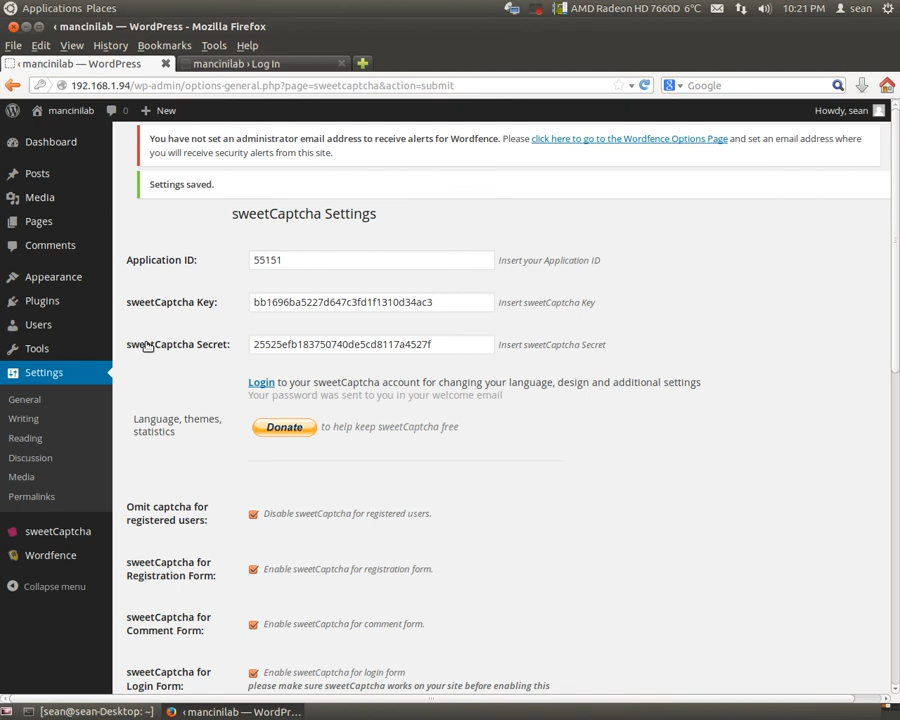 Applications Places
AMD Radeon HD 7660D 6°C
10:21 PM
sean
‹ mancinilab — WordPress - Mozilla Firefox
File Edit View History Bookmarks Tools Help
‹ mancinilab — WordPress
mancinilab › Log In
192.168.1.94/wp-admin/options-general.php?page=sweetcaptcha&action=submit
Google
mancinilab
0
New
Howdy, sean
Dashboard
Posts
Media
Pages
Comments
Appearance
Plugins
Users
Tools
Settings
General
Writing
Reading
Discussion
Media
Permalinks
sweetCaptcha
Wordfence
Collapse menu
You have not set an administrator email address to receive alerts for Wordfence. Please click here to go to the Wordfence Options Page and set an email address where
you will receive security alerts from this site.
Settings saved.
sweetCaptcha Settings
Application ID: 55151 Insert your Application ID
sweetCaptcha Key: bb1696ba5227d647c3fd1f1310d34ac3 Insert sweetCaptcha Key
sweetCaptcha Secret: 25525efb183750740de5cd8117a4527f Insert sweetCaptcha Secret
Login to your sweetCaptcha account for changing your language, design and additional settings
Your password was sent to you in your welcome email
Language, themes,
statistics
Donate to help keep sweetCaptcha free
Omit captcha for
registered users:
Disable sweetCaptcha for registered users.
sweetCaptcha for
Registration Form:
Enable sweetCaptcha for registration form.
sweetCaptcha for
Comment Form:
Enable sweetCaptcha for comment form.
sweetCaptcha for
Login Form:
Enable sweetCaptcha for login form
please make sure sweetCaptcha works on your site before enabling this
[sean@sean-Desktop: ~]
‹ mancinilab — WordPr...